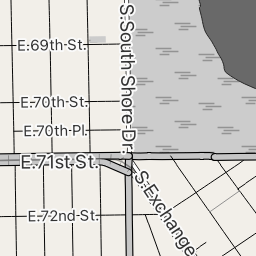 S. South Shore Dr.
E. 69th St.
E. 70th St.
E. 70th Pl.
E. 71st St.
S. Exchange
E. 72nd St.